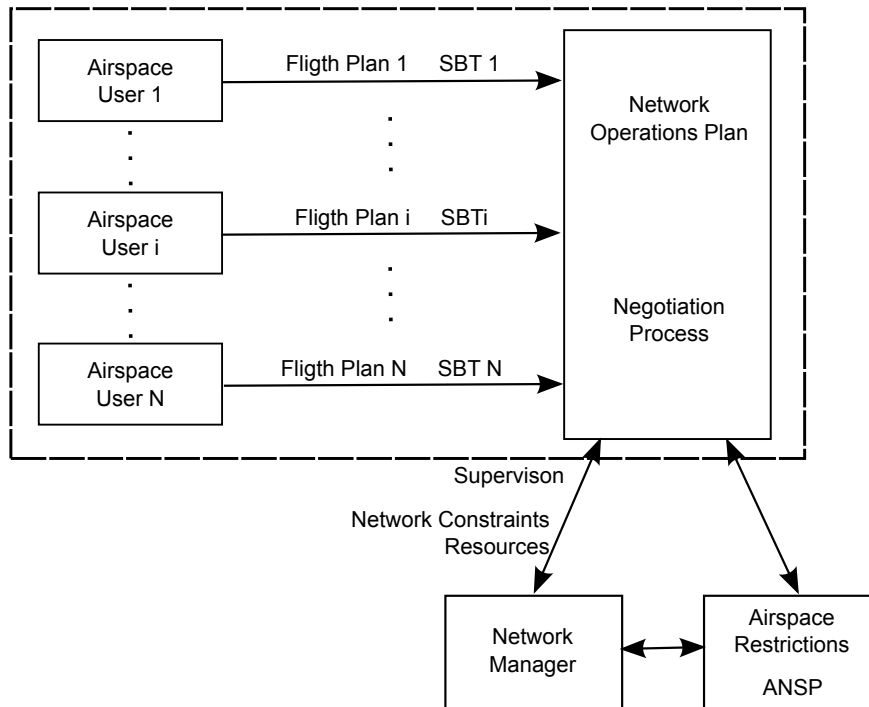 Airspace
User 1
Fligth Plan 1 SBT 1
Network
Operations Plan
Airspace
User i
Fligth Plan i SBTi
Negotiation
Process
Airspace
User N
Fligth Plan N SBT N
Supervison
Network Constraints
Resources
Network
Manager
Airspace
Restrictions
ANSP